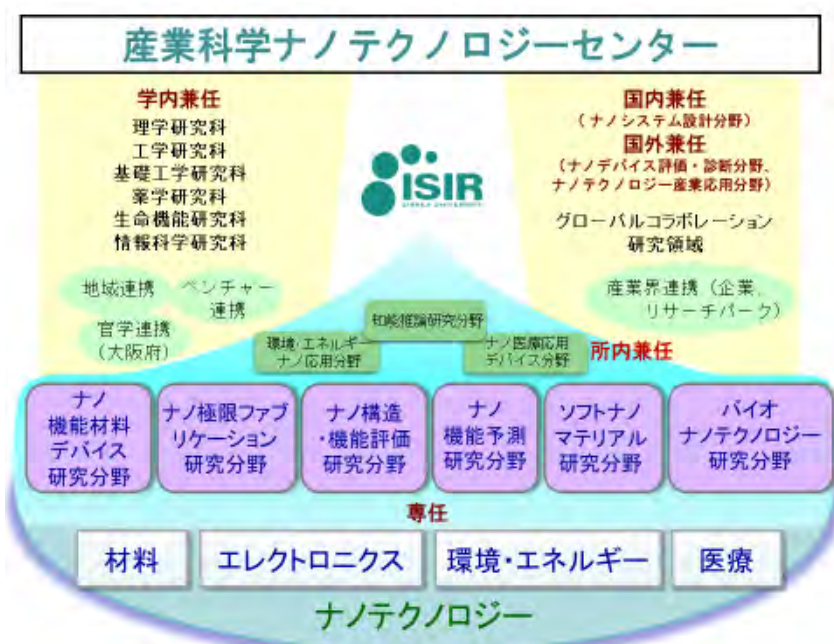 産業科学ナノテクノロジーセンター
学内兼任
理学研究科
工学研究科
基礎工学研究科
薬学研究科
生命機能研究科
情報科学研究科
地域連携
ベンチャー
連携
官学連携
(大阪府)
ISIR
国内兼任
(ナノシステム設計分野)
国外兼任
(ナノデバイス評価・診断分野、
ナノテクノロジー産業応用分野)
グローバルコラボレーション
研究領域
産業界連携(企業、
リサーチパーク)
知能推論研究分野
環境・エネルギー
ナノ応用分野
ナノ医療応用
デバイス分野
所内兼任
ナノ
機能材料
デバイス
研究分野
ナノ極限ファブ
リケーション
研究分野
ナノ構造
・機能評価
研究分野
ナノ
機能予測
研究分野
ソフトナノ
マテリアル
研究分野
バイオ
ナノテクノロジー
研究分野
専任
材料
エレクトロニクス
環境・エネルギー
医療
ナノテクノロジー